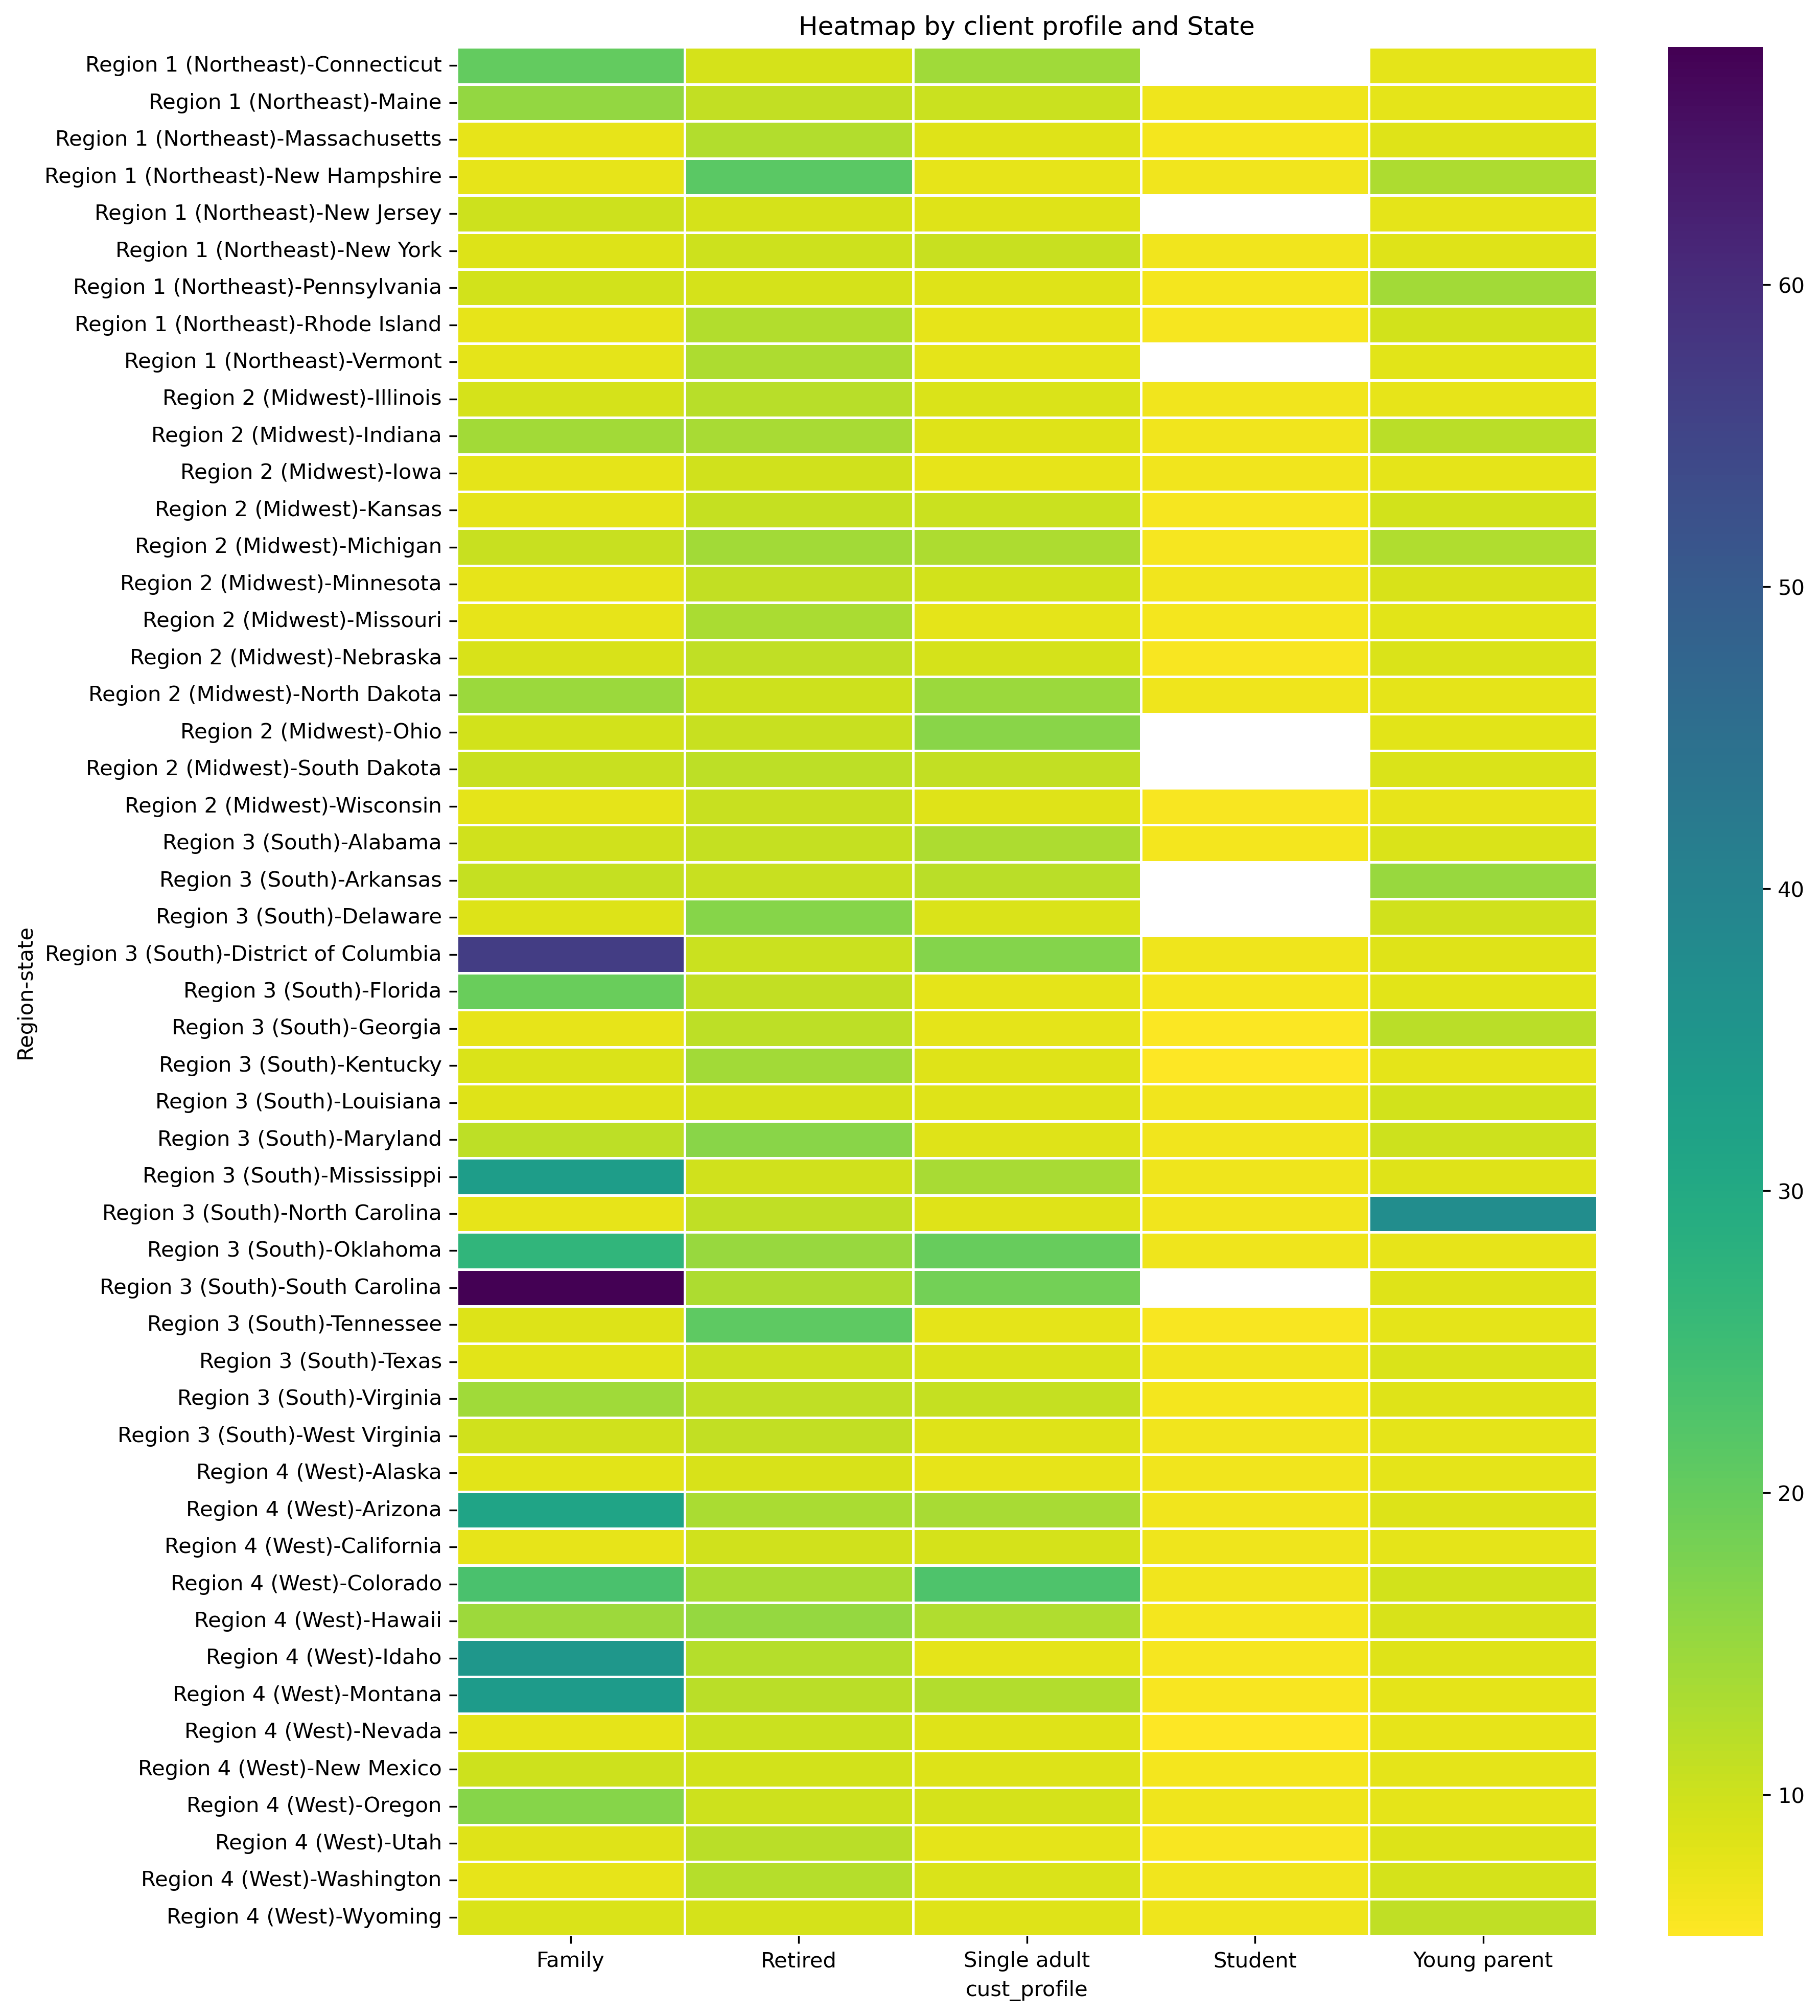 Heatmap by client profile and State
Region 1 (Northeast)-Connecticut
Region 1 (Northeast)-Maine
Region 1 (Northeast)-Massachusetts
Region 1 (Northeast)-New Hampshire
Region 1 (Northeast)-New Jersey
Region 1 (Northeast)-New York
Region 1 (Northeast)-Pennsylvania
Region 1 (Northeast)-Rhode Island
Region 1 (Northeast)-Vermont
Region 2 (Midwest)-Illinois
Region 2 (Midwest)-Indiana
Region 2 (Midwest)-Iowa
Region 2 (Midwest)-Kansas
Region 2 (Midwest)-Michigan
Region 2 (Midwest)-Minnesota
Region 2 (Midwest)-Missouri
Region 2 (Midwest)-Nebraska
Region 2 (Midwest)-North Dakota
Region 2 (Midwest)-Ohio
Region 2 (Midwest)-South Dakota
Region 2 (Midwest)-Wisconsin
Region 3 (South)-Alabama
Region 3 (South)-Arkansas
Region 3 (South)-Delaware
Region 3 (South)-District of Columbia
Region 3 (South)-Florida
Region 3 (South)-Georgia
Region 3 (South)-Kentucky
Region 3 (South)-Louisiana
Region 3 (South)-Maryland
Region 3 (South)-Mississippi
Region 3 (South)-North Carolina
Region 3 (South)-Oklahoma
Region 3 (South)-South Carolina
Region 3 (South)-Tennessee
Region 3 (South)-Texas
Region 3 (South)-Virginia
Region 3 (South)-West Virginia
Region 4 (West)-Alaska
Region 4 (West)-Arizona
Region 4 (West)-California
Region 4 (West)-Colorado
Region 4 (West)-Hawaii
Region 4 (West)-Idaho
Region 4 (West)-Montana
Region 4 (West)-Nevada
Region 4 (West)-New Mexico
Region 4 (West)-Oregon
Region 4 (West)-Utah
Region 4 (West)-Washington
Region 4 (West)-Wyoming
Region-state
Family Retired Single adult Student Young parent
cust_profile
60
50
40
30
20
10